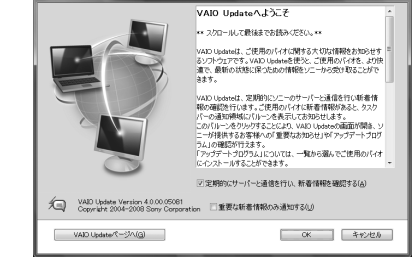 VAIO Updateへようこそ
** スクロールして最後までお読みください。**
VAIO Updateは、ご使用のバイオに関する大切な情報をお知らせす
るソフトウェアです。VAIO Updateを使うと、ご使用のバイオを、より快
適で、最新の状態に保つための情報をソニーから受け取ることがで
きます。
VAIO Updateは、定期的にソニーのサーバーと通信を行い新着情
報の確認を行います。ご使用のバイオに新着情報があると、タスク
バーの通知領域にバルーンを表示してお知らせします。
このバルーンをクリックすることにより、VAIO Updateの画面が開き、ソ
ニーが提供するお客様への「重要なお知らせ」や「アップデートプログ
ラム」の確認が行えます。
「アップデートプログラム」については、一覧から選んでご使用のバイオ
にインストールすることができます。
定期的にサーバーと通信を行い、新着情報を確認する(A)
VAIO Update Version 4.0.00.05081
Copyright 2004-2008 Sony Corporation
重要な新着情報のみ通知する(U)
VAIO Updateページへ(G)
OK
キャンセル